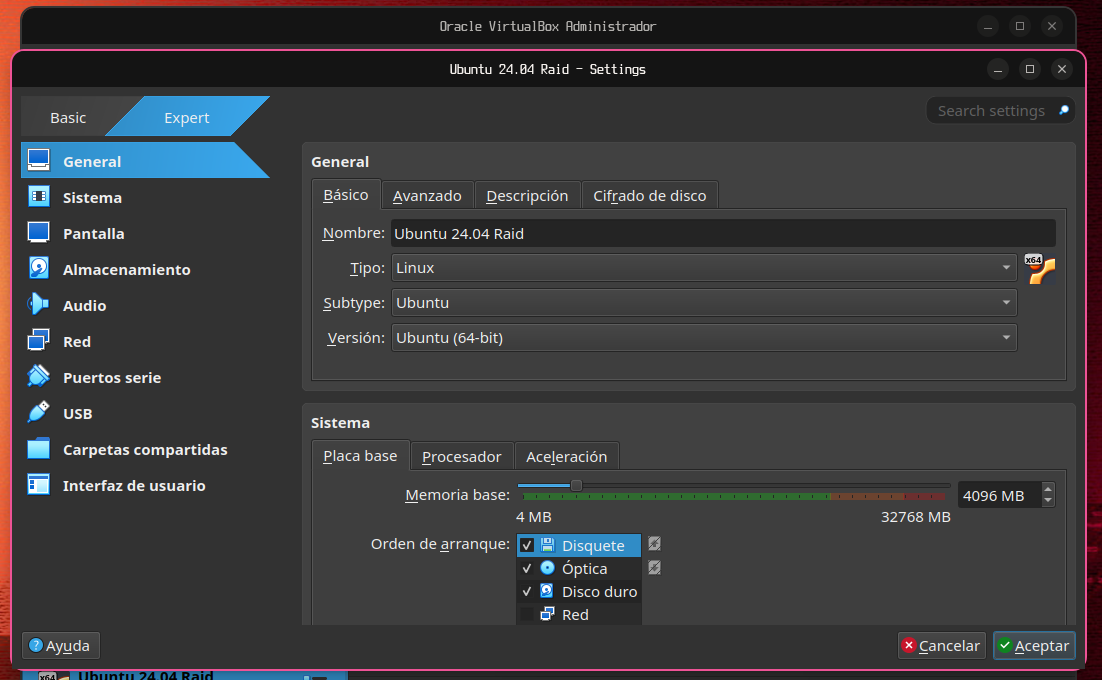 Oracle VirtualBox Administrador
Ubuntu 24.04 Raid - Settings
Basic
Expert
Search settings
General
Sistema
Pantalla
Almacenamiento
Audio
Red
Puertos serie
USB
Carpetas compartidas
Interfaz de usuario
General
Básico
Avanzado
Descripción
Cifrado de disco
Nombre: Ubuntu 24.04 Raid
Tipo: Linux
x64
Subtype: Ubuntu
Versión: Ubuntu (64-bit)
Sistema
Placa base
Procesador
Aceleración
Memoria base:
4096 MB
4 MB
32768 MB
Orden de arranque:
Disquete
Óptica
Disco duro
Red
Ayuda
Cancelar
Aceptar
x64
Ubuntu 24.04 Raid